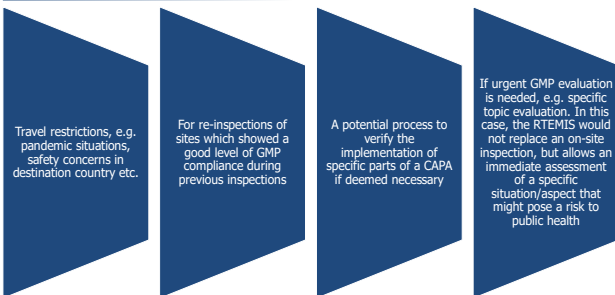 Travel restrictions, e.g.
pandemic situations,
safety concerns in
destination country etc.
For re-inspections of
sites which showed a
good level of GMP
compliance during
previous inspections
A potential process to
verify the
implementation of
specific parts of a CAPA
if deemed necessary
If urgent GMP evaluation
is needed, e.g. specific
topic evaluation. In this
case, the RTEMIS would
not replace an on-site
inspection, but allows an
immediate assessment
of a specific
situation/aspect that
might pose a risk to
public health